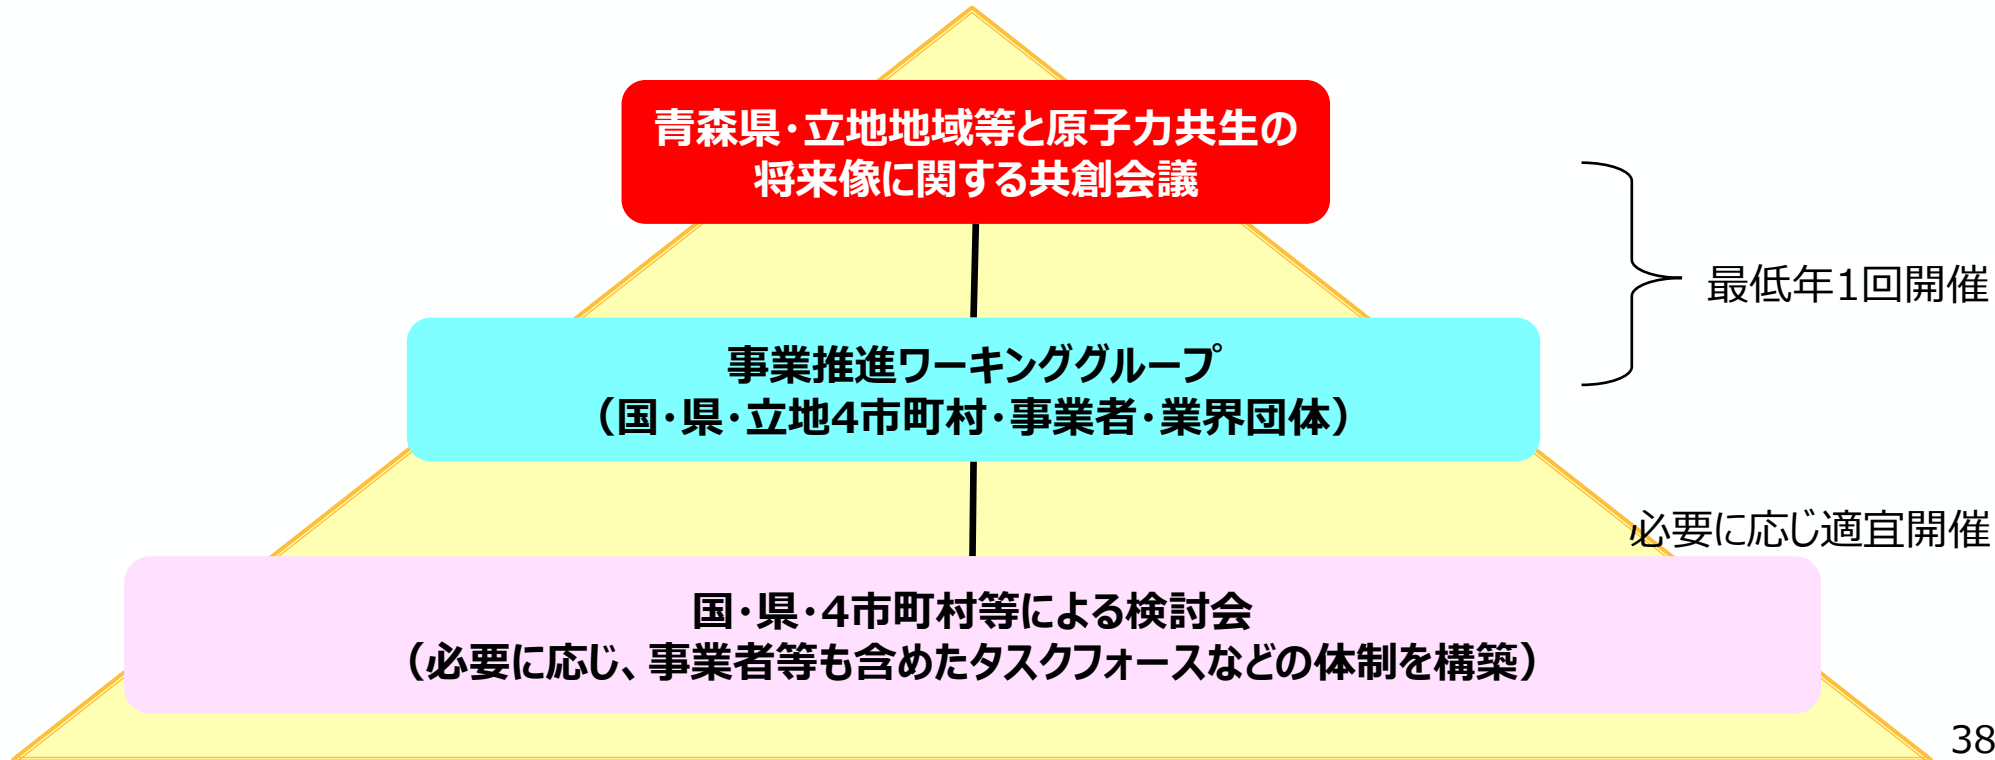 青森県・立地地域等と原子力共生の
将来像に関する共創会議
最低年1回開催
事業推進ワーキンググループ
（国・県・立地4市町村・事業者・業界団体）
必要に応じ適宜開催
国・県・4市町村等による検討会
（必要に応じ、事業者等も含めたタスクフォースなどの体制を構築）
38